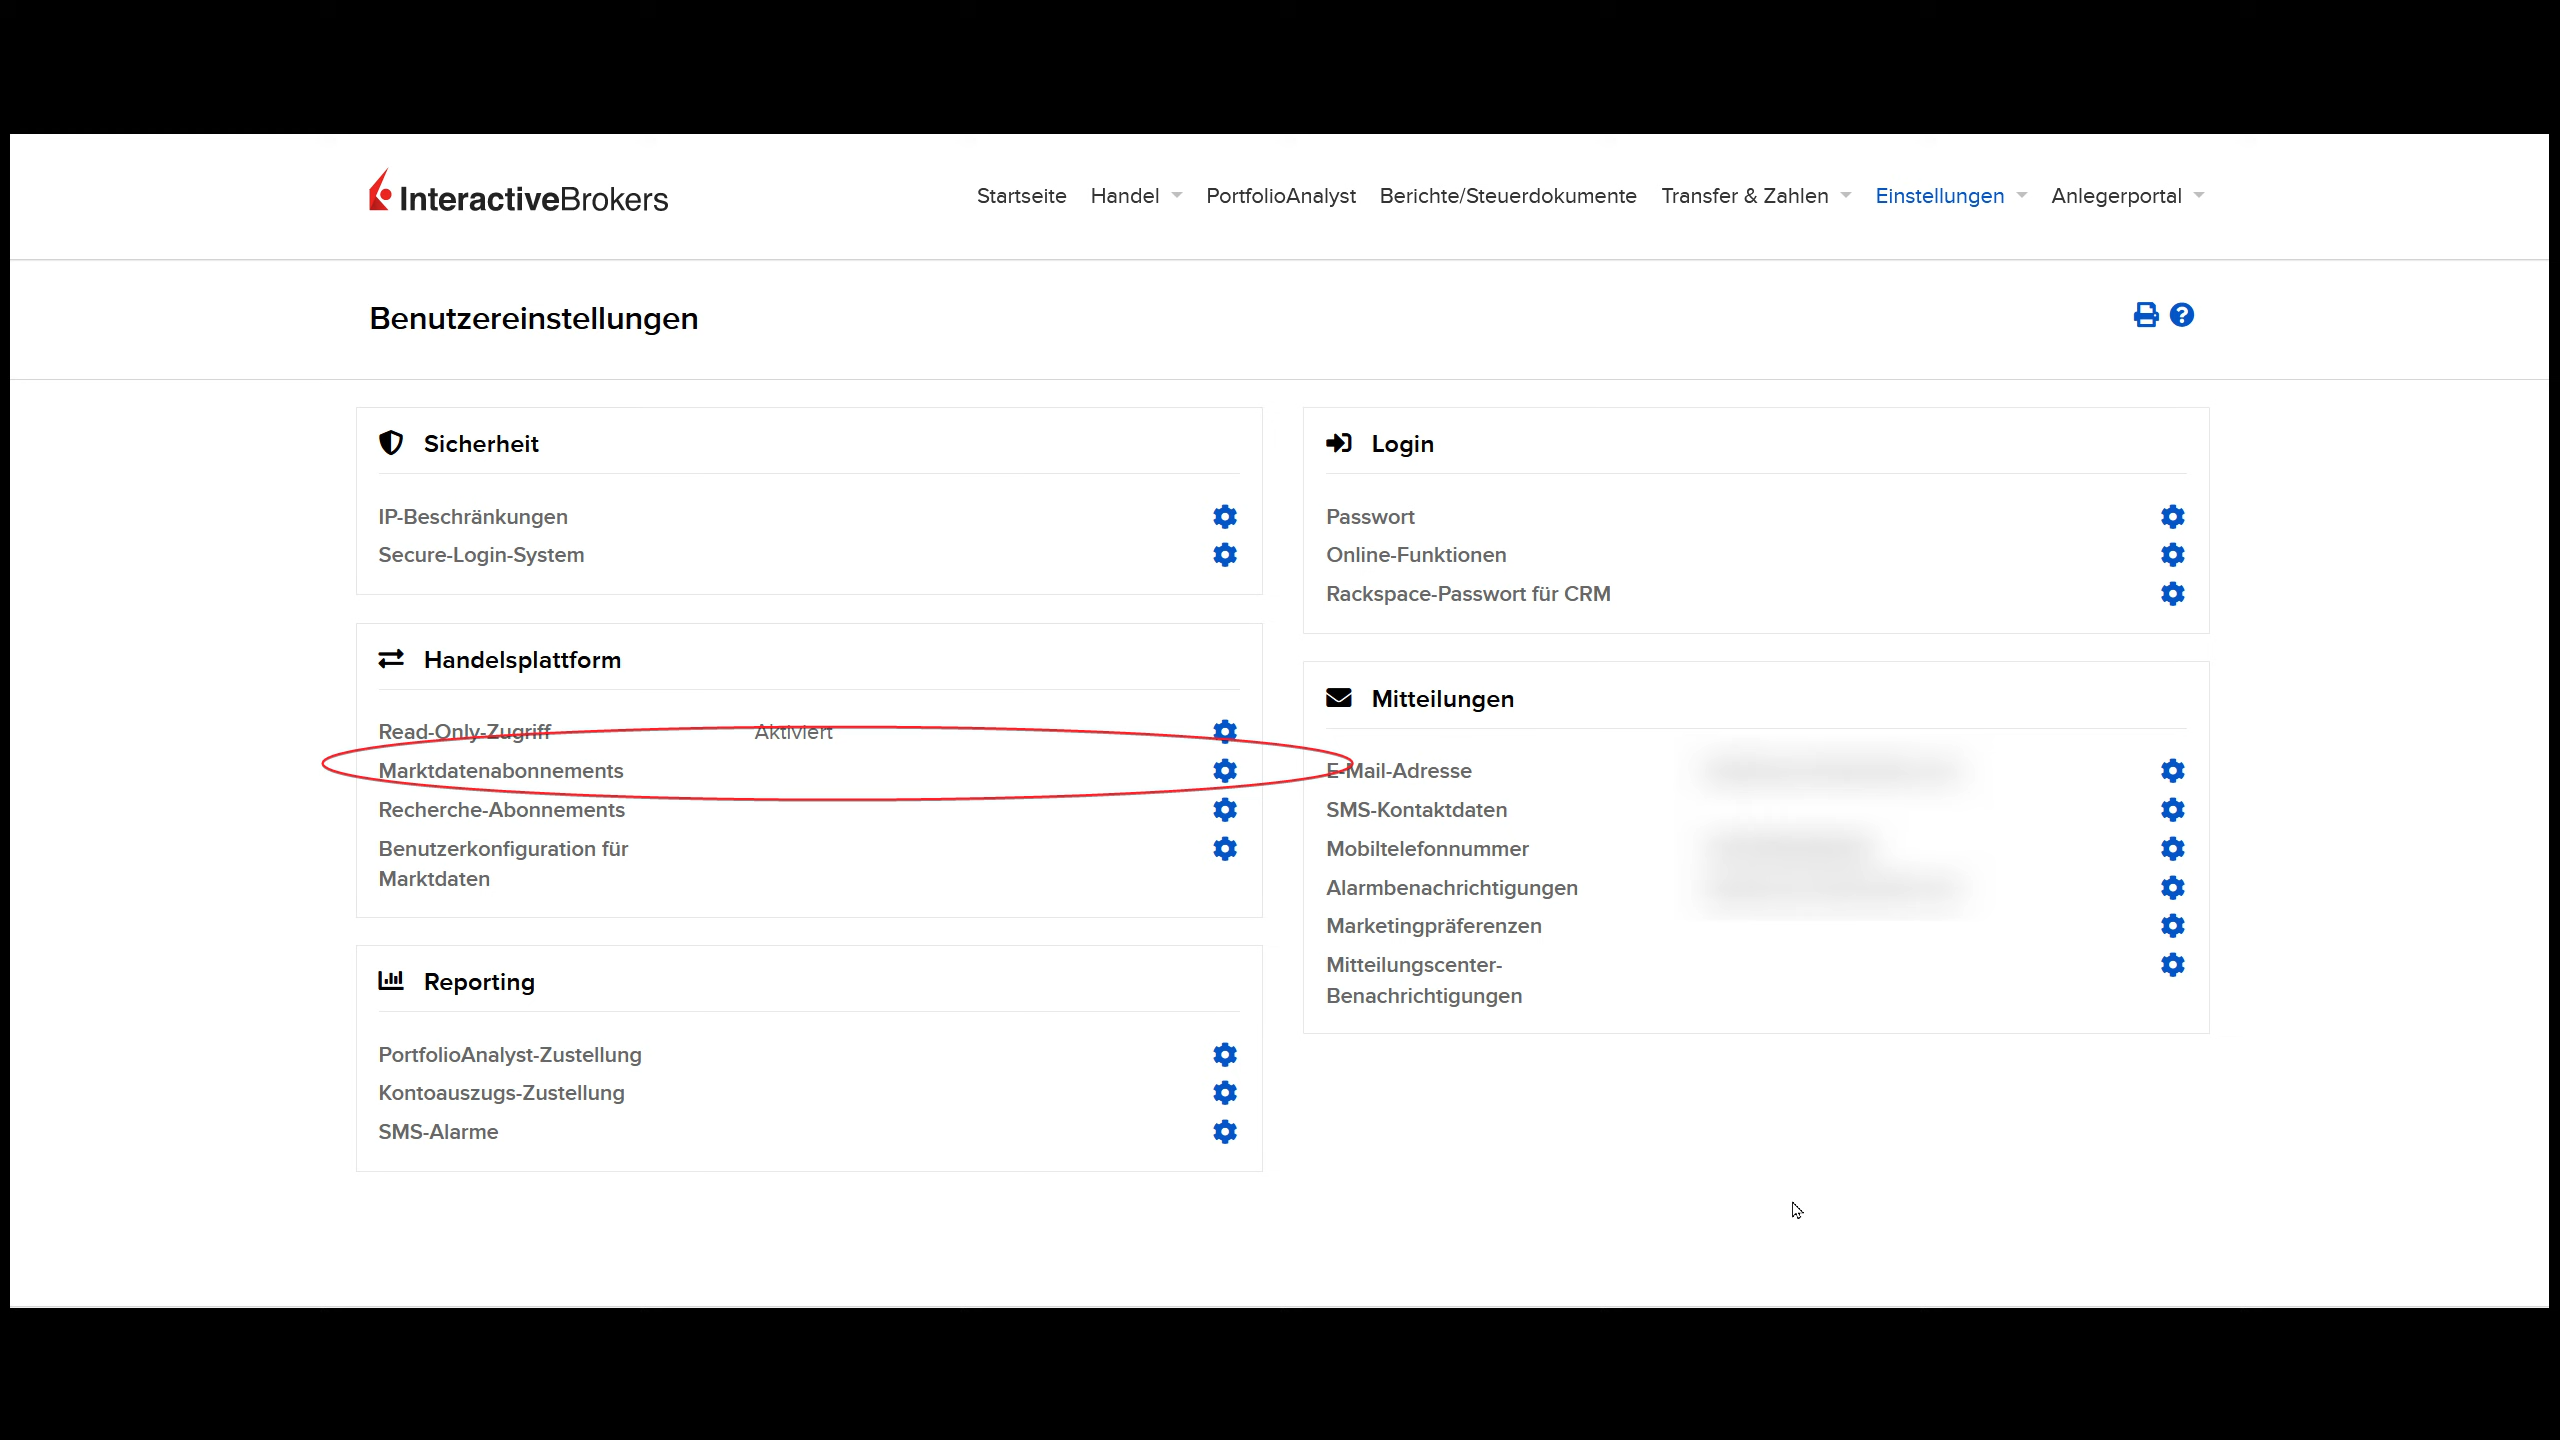 InteractiveBrokers
Startseite Handel PortfolioAnalyst Berichte/Steuerdokumente Transfer & Zahlen Einstellungen Anlegerportal
Benutzereinstellungen
Sicherheit
IP-Beschränkungen
Secure-Login-System
Handelsplattform
Read-Only-Zugriff Aktiviert
Marktdatenabonnements
Recherche-Abonnements
Benutzerkonfiguration für
Marktdaten
Reporting
PortfolioAnalyst-Zustellung
Kontoauszugs-Zustellung
SMS-Alarme
Login
Passwort
Online-Funktionen
Rackspace-Passwort für CRM
Mitteilungen
E-Mail-Adresse
SMS-Kontaktdaten
Mobiltelefonnummer
Alarmbenachrichtigungen
Marketingpräferenzen
Mitteilungscenter-
Benachrichtigungen